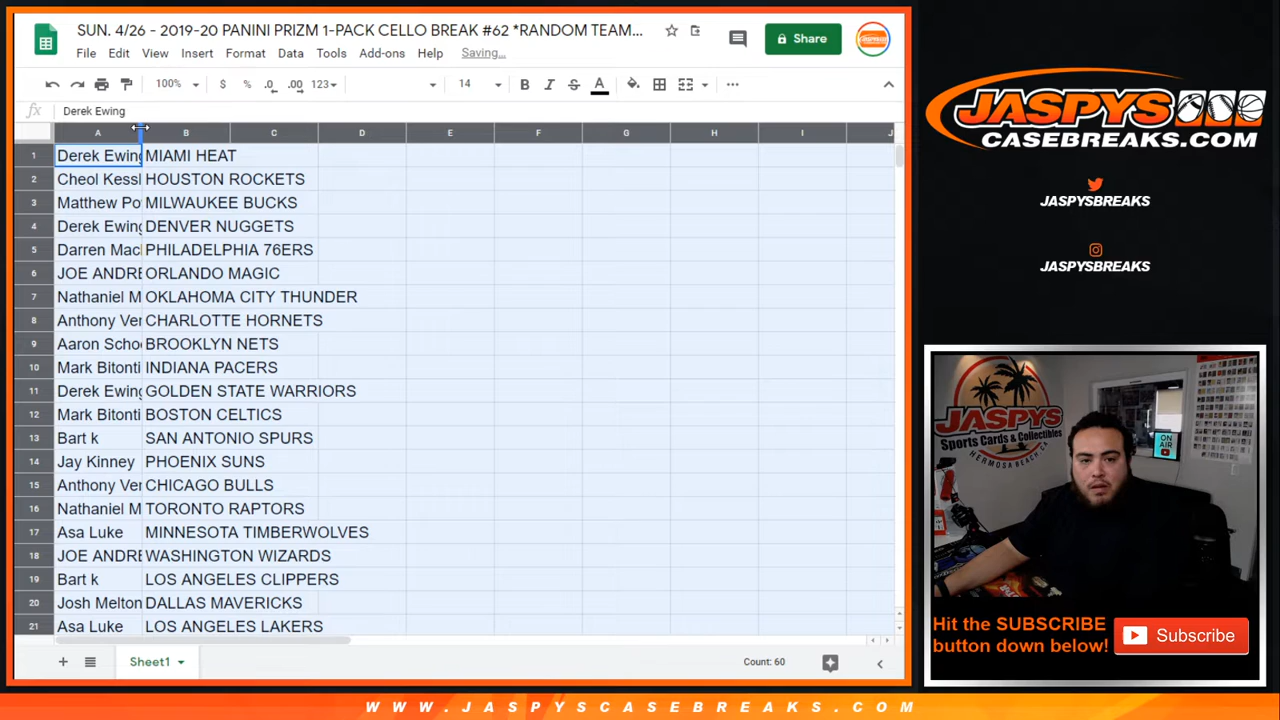 SUN. 4/26 - 2019-20 PANINI PRIZM 1-PACK CELLO BREAK #62 *RANDOM TEAM...
Share
File Edit View Insert Format Data Tools Add-ons Help Saving...
100% $ % .0 .00 123 14 B I S A
fx Derek Ewing
A B C D E F G H I J
1 Derek Ewing MIAMI HEAT
2 Cheol Kessl HOUSTON ROCKETS
3 Matthew Po MILWAUKEE BUCKS
4 Derek Ewing DENVER NUGGETS
5 Darren Mac PHILADELPHIA 76ERS
6 JOE ANDRE ORLANDO MAGIC
7 Nathaniel M OKLAHOMA CITY THUNDER
8 Anthony Ver CHARLOTTE HORNETS
9 Aaron Schoe BROOKLYN NETS
10 Mark Bitonti INDIANA PACERS
11 Derek Ewing GOLDEN STATE WARRIORS
12 Mark Bitonti BOSTON CELTICS
13 Bart k SAN ANTONIO SPURS
14 Jay Kinney PHOENIX SUNS
15 Anthony Ver CHICAGO BULLS
16 Nathaniel M TORONTO RAPTORS
17 Asa Luke MINNESOTA TIMBERWOLVES
18 JOE ANDRE WASHINGTON WIZARDS
19 Bart k LOS ANGELES CLIPPERS
20 Josh Melton DALLAS MAVERICKS
21 Asa Luke LOS ANGELES LAKERS
Sheet1
Count: 60
JASPYS
CASEBREAKS.COM
JASPYSBREAKS
JASPYSBREAKS
JASPYS
Sports Cards & Collectibles
HERMOSA BEACH CA
ON
AIR
Hit the SUBSCRIBE
button down below!
Subscribe
WWW.JASPYSCASEBREAKS.COM